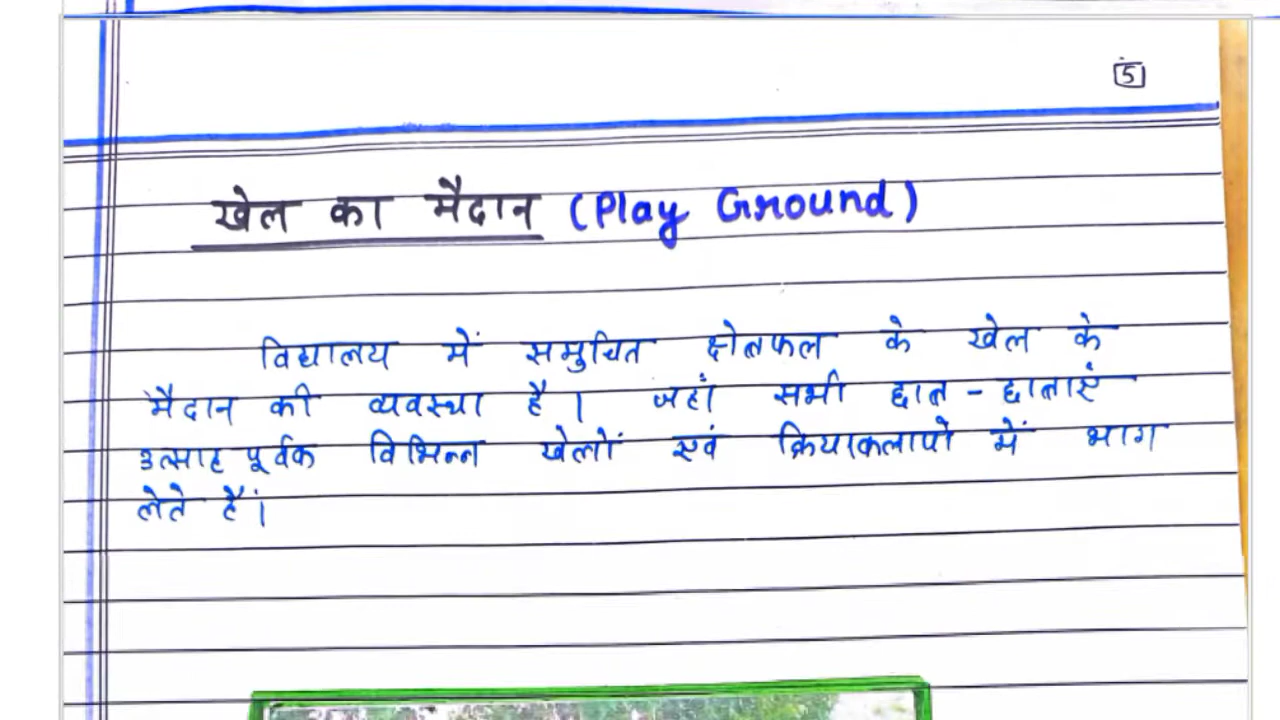 5
खेल का मैदान (Play Ground)
विद्यालय में समुचित क्षेत्रफल के खेल के
मैदान की व्यवस्था है। जहाँ सभी छात्र - छात्राएं
उत्साह पूर्वक विभिन्न खेलों एवं क्रियाकलापो में भाग
लेते हैं।